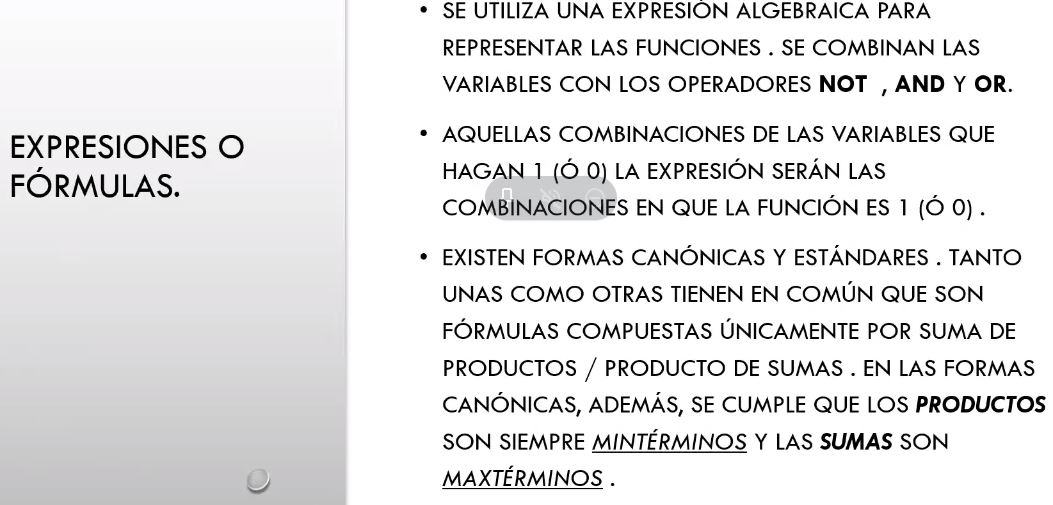 EXPRESIONES O
FÓRMULAS.
• SE UTILIZA UNA EXPRESIÓN ALGEBRAICA PARA
REPRESENTAR LAS FUNCIONES . SE COMBINAN LAS
VARIABLES CON LOS OPERADORES NOT , AND Y OR.
• AQUELLAS COMBINACIONES DE LAS VARIABLES QUE
HAGAN 1 (Ó 0) LA EXPRESIÓN SERÁN LAS
COMBINACIONES EN QUE LA FUNCIÓN ES 1 (Ó 0) .
• EXISTEN FORMAS CANÓNICAS Y ESTÁNDARES . TANTO
UNAS COMO OTRAS TIENEN EN COMÚN QUE SON
FÓRMULAS COMPUESTAS ÚNICAMENTE POR SUMA DE
PRODUCTOS / PRODUCTO DE SUMAS . EN LAS FORMAS
CANÓNICAS, ADEMÁS, SE CUMPLE QUE LOS PRODUCTOS
SON SIEMPRE MINTÉRMINOS Y LAS SUMAS SON
MAXTÉRMINOS .